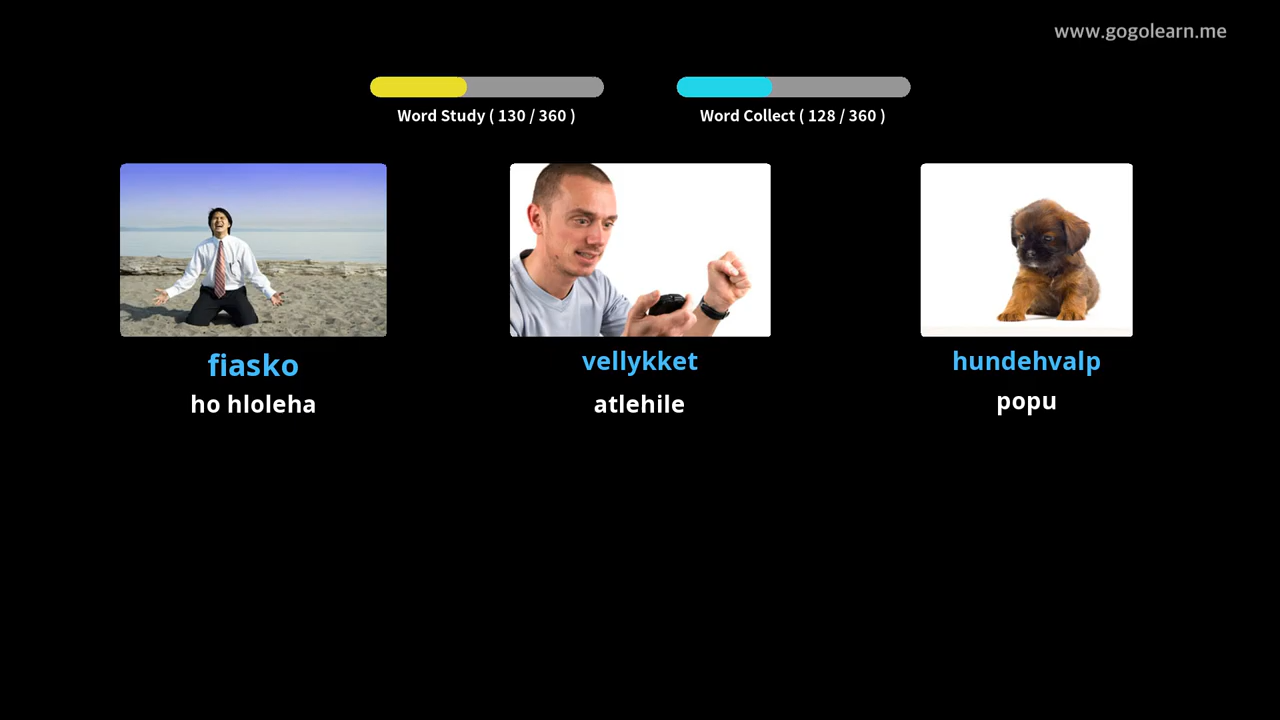 www.gogolearn.me
Word Study ( 130 / 360 )
Word Collect ( 128 / 360 )
fiasko
ho hloleha
vellykket
atlehile
hundehvalp
popu